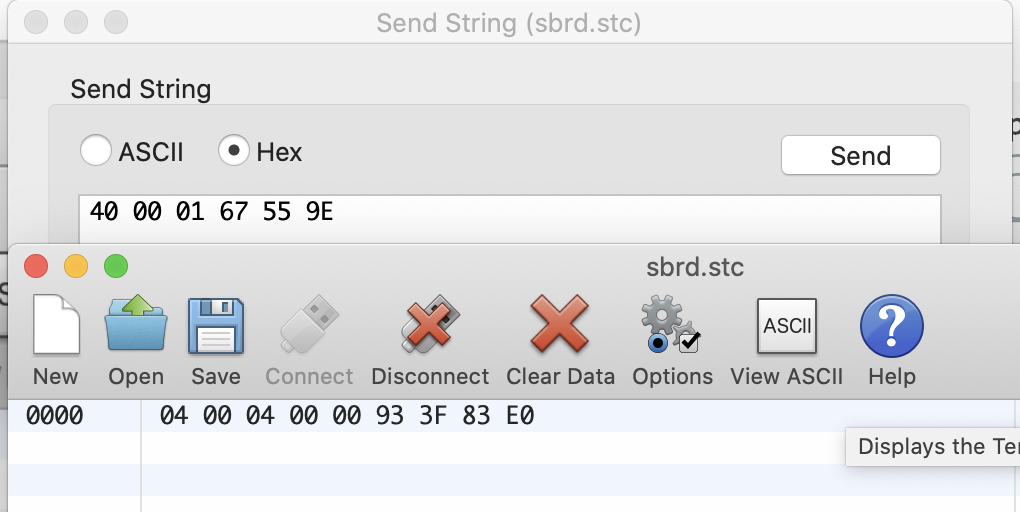 Send String (sbrd.stc)
Send String
ASCII Hex Send
40 00 01 67 55 9E
sbrd.stc
New Open Save Connect Disconnect Clear Data Options ASCII View ASCII Help
0000 04 00 04 00 00 93 3F 83 E0
Displays the Ter